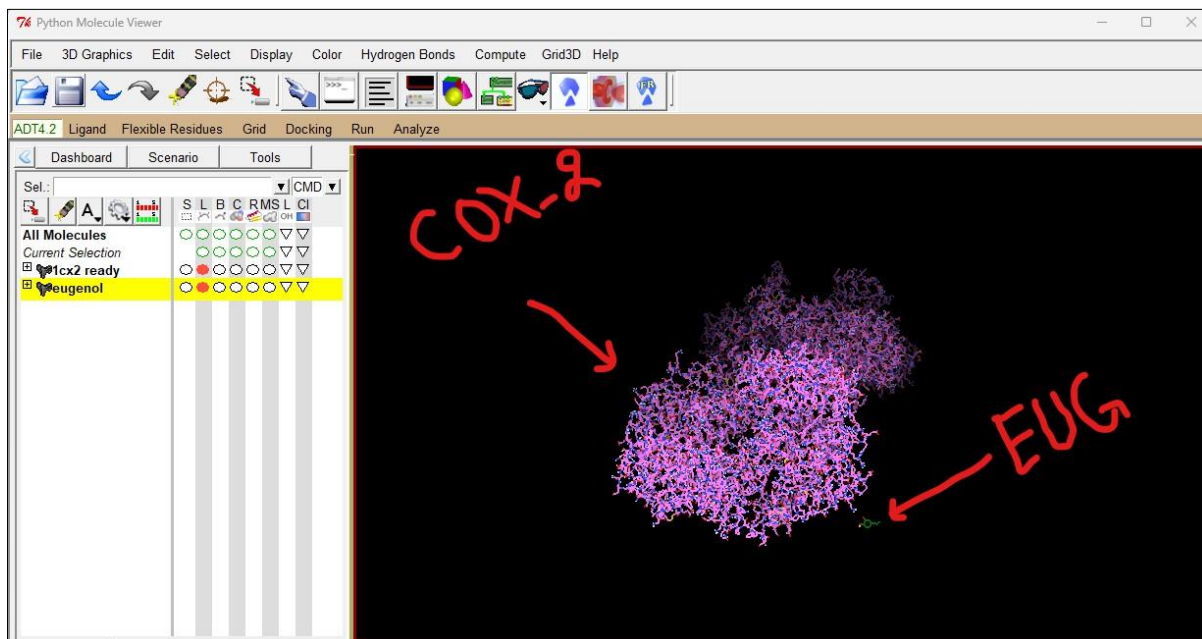 Python Molecule Viewer
File 3D Graphics Edit Select Display Color Hydrogen Bonds Compute Grid3D Help
ADT4.2 Ligand Flexible Residues Grid Docking Run Analyze
Dashboard Scenario Tools
Sel.: CMD
S L B C R MS L Cl
All Molecules
Current Selection
1cx2 ready
eugenol
COX-2
EUG